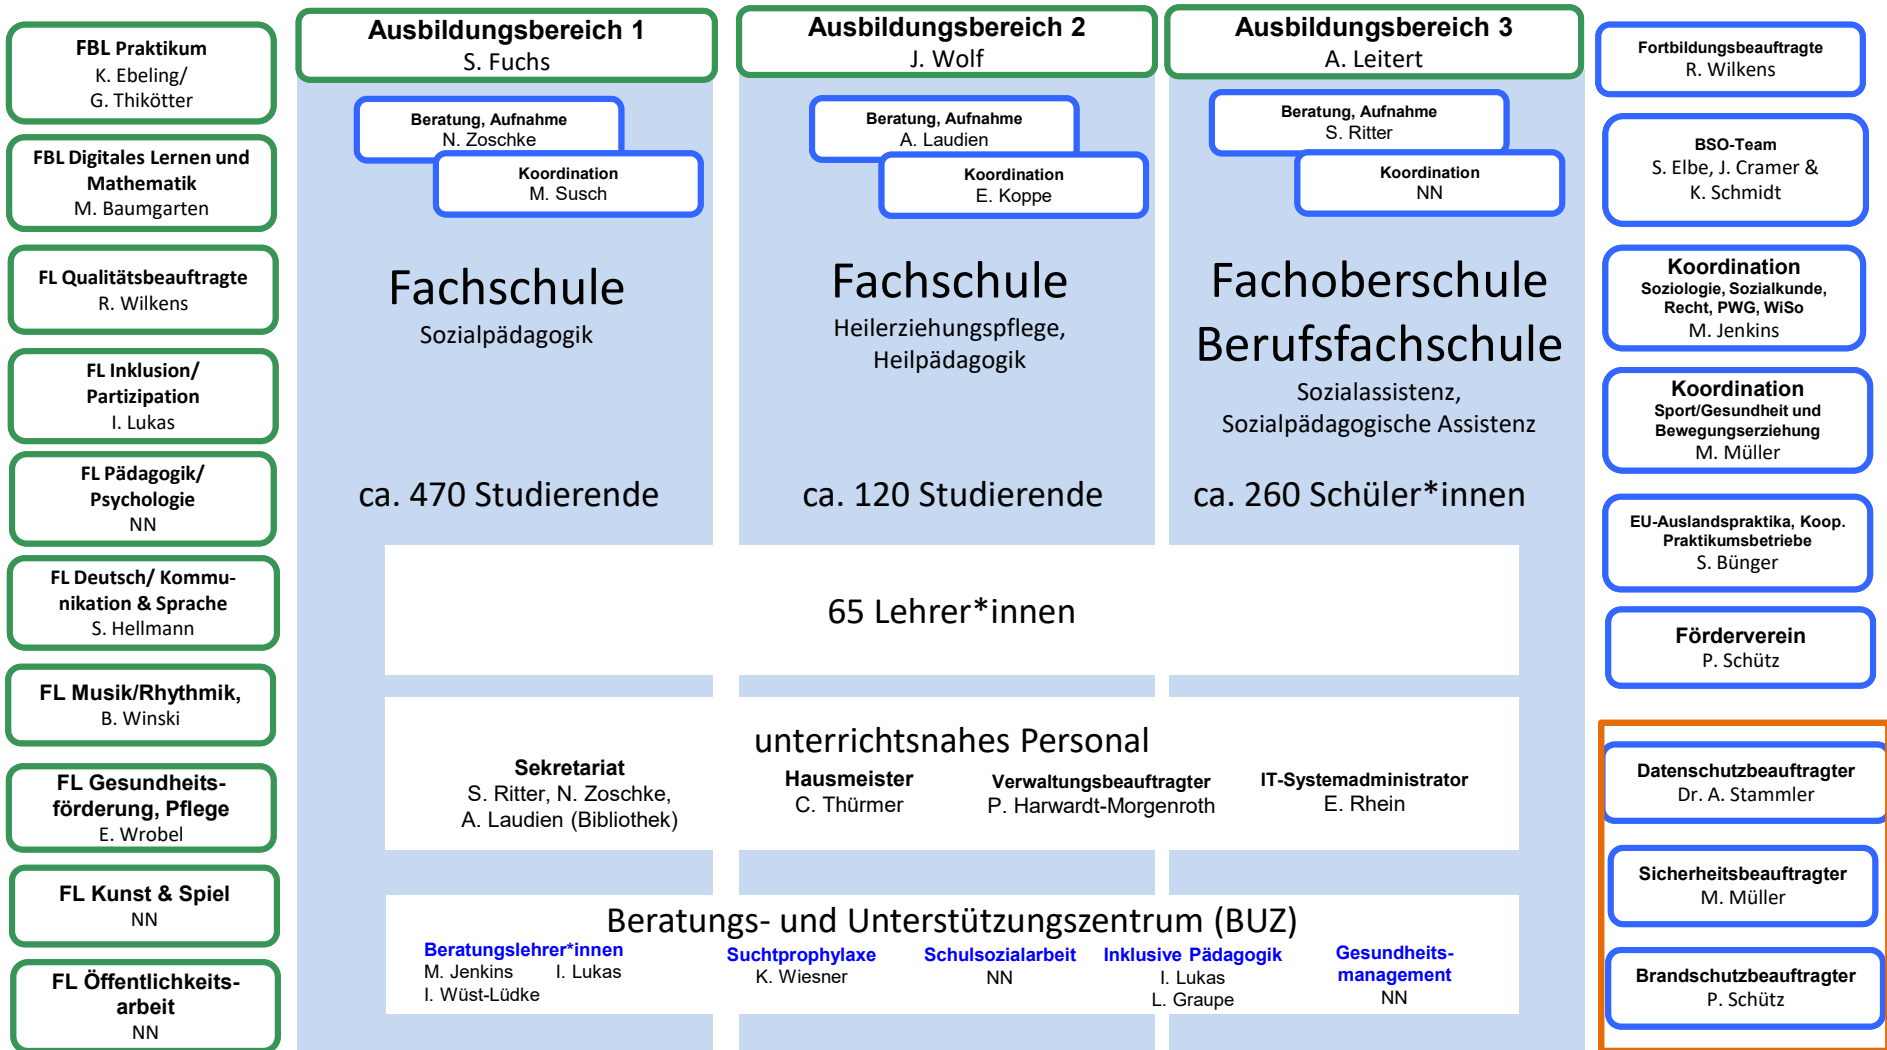 FBL Praktikum
K. Ebeling/
G. Thikötter
FBL Digitales Lernen und
Mathematik
M. Baumgarten
FL Qualitätsbeauftragte
R. Wilkens
FL Inklusion/
Partizipation
I. Lukas
FL Pädagogik/
Psychologie
NN
FL Deutsch/ Kommu-
nikation & Sprache
S. Hellmann
FL Musik/Rhythmik,
B. Winski
FL Gesundheits-
förderung, Pflege
E. Wrobel
FL Kunst & Spiel
NN
FL Öffentlichkeits-
arbeit
NN
Ausbildungsbereich 1
S. Fuchs
Beratung, Aufnahme
N. Zoschke
Koordination
M. Susch
Fachschule
Sozialpädagogik
ca. 470 Studierende
Ausbildungsbereich 2
J. Wolf
Beratung, Aufnahme
A. Laudien
Koordination
E. Koppe
Fachschule
Heilerziehungspflege,
Heilpädagogik
ca. 120 Studierende
Ausbildungsbereich 3
A. Leitert
Beratung, Aufnahme
S. Ritter
Koordination
NN
Fachoberschule
Berufsfachschule
Sozialassistenz,
Sozialpädagogische Assistenz
ca. 260 Schüler*innen
65 Lehrer*innen
unterrichtsnahes Personal
Sekretariat
S. Ritter, N. Zoschke,
A. Laudien (Bibliothek)
Hausmeister
C. Thürmer
Verwaltungsbeauftragter
P. Harwardt-Morgenroth
IT-Systemadministrator
E. Rhein
Beratungs- und Unterstützungszentrum (BUZ)
Beratungslehrer*innen
M. Jenkins I. Lukas
I. Wüst-Lüdke
Suchtprophylaxe
K. Wiesner
Schulsozialarbeit
NN
Inklusive Pädagogik
I. Lukas
L. Graupe
Gesundheits-
management
NN
Fortbildungsbeauftragte
R. Wilkens
BSO-Team
S. Elbe, J. Cramer &
K. Schmidt
Koordination
Soziologie, Sozialkunde,
Recht, PWG, WiSo
M. Jenkins
Koordination
Sport/Gesundheit und
Bewegungserziehung
M. Müller
EU-Auslandspraktika, Koop.
Praktikumsbetriebe
S. Bünger
Förderverein
P. Schütz
Datenschutzbeauftragter
Dr. A. Stammler
Sicherheitsbeauftragter
M. Müller
Brandschutzbeauftragter
P. Schütz